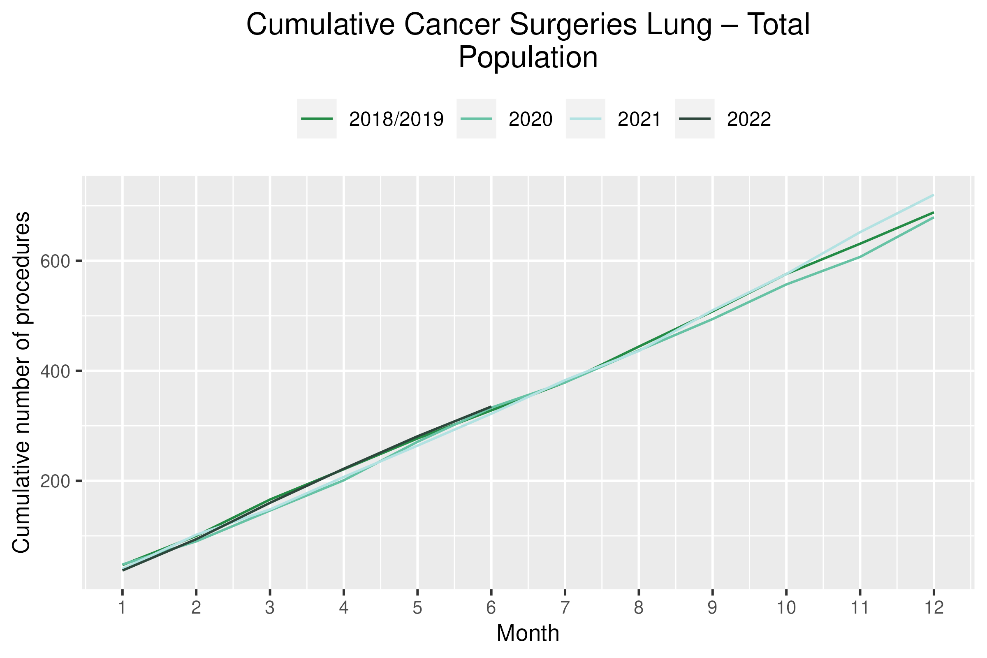 Cumulative Cancer Surgeries Lung – Total
Population
2018/2019 2020 2021 2022
Cumulative number of procedures
600
400
200
1 2 3 4 5 6 7 8 9 10 11 12
Month